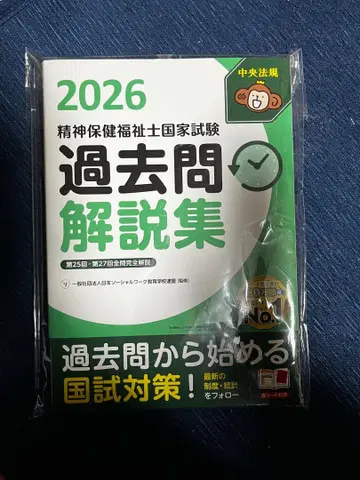 2026
中央法規
精神保健福祉士国家試験
過去問
解説集
第25回-第27回全問完全解説
一般社団法人日本ソーシャルワーク教育学校連盟 [監修]
No.
過去問から始める
国試対策！
最新の
制度・統計
をフォロー